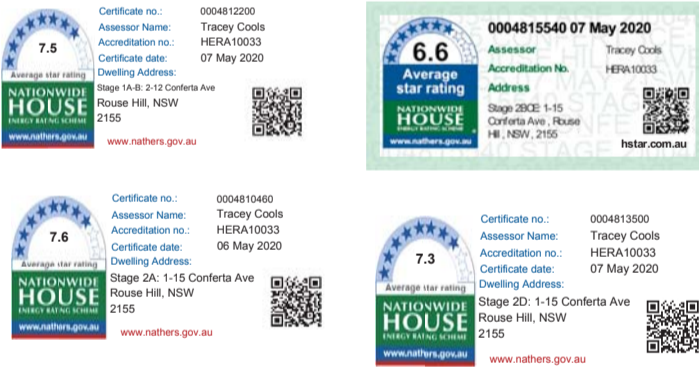 7.5
Average star rating
NATIONWIDE
HOUSE
ENERGY RATING SCHEME
www.nathers.gov.au
Certificate no.: 0004812200
Assessor Name: Tracey Cools
Accreditation no.: HERA10033
Certificate date: 07 May 2020
Dwelling Address:
Stage 1A-B: 2-12 Conferta Ave
Rouse Hill, NSW
2155
www.nathers.gov.au
6.6
Average
star rating
NATIONWIDE
HOUSE
ENERGY RATING SCHEME
www.nathers.gov.au
0004815540 07 May 2020
Assessor Tracey Cools
Accreditation No. HERA10033
Address
Stage 2BCE 1-15
Conferta Ave , Rouse
Hill , NSW , 2155
hstar.com.au
7.6
Average star rating
NATIONWIDE
HOUSE
ENERGY RATING SCHEME
www.nathers.gov.au
Certificate no.: 0004810460
Assessor Name: Tracey Cools
Accreditation no.: HERA10033
Certificate date: 06 May 2020
Dwelling Address:
Stage 2A: 1-15 Conferta Ave
Rouse Hill, NSW
2155
www.nathers.gov.au
7.3
Average star rating
NATIONWIDE
HOUSE
ENERGY RATING SCHEME
www.nathers.gov.au
Certificate no.: 0004813500
Assessor Name: Tracey Cools
Accreditation no.: HERA10033
Certificate date: 07 May 2020
Dwelling Address:
Stage 2D: 1-15 Conferta Ave
Rouse Hill, NSW
2155
www.nathers.gov.au